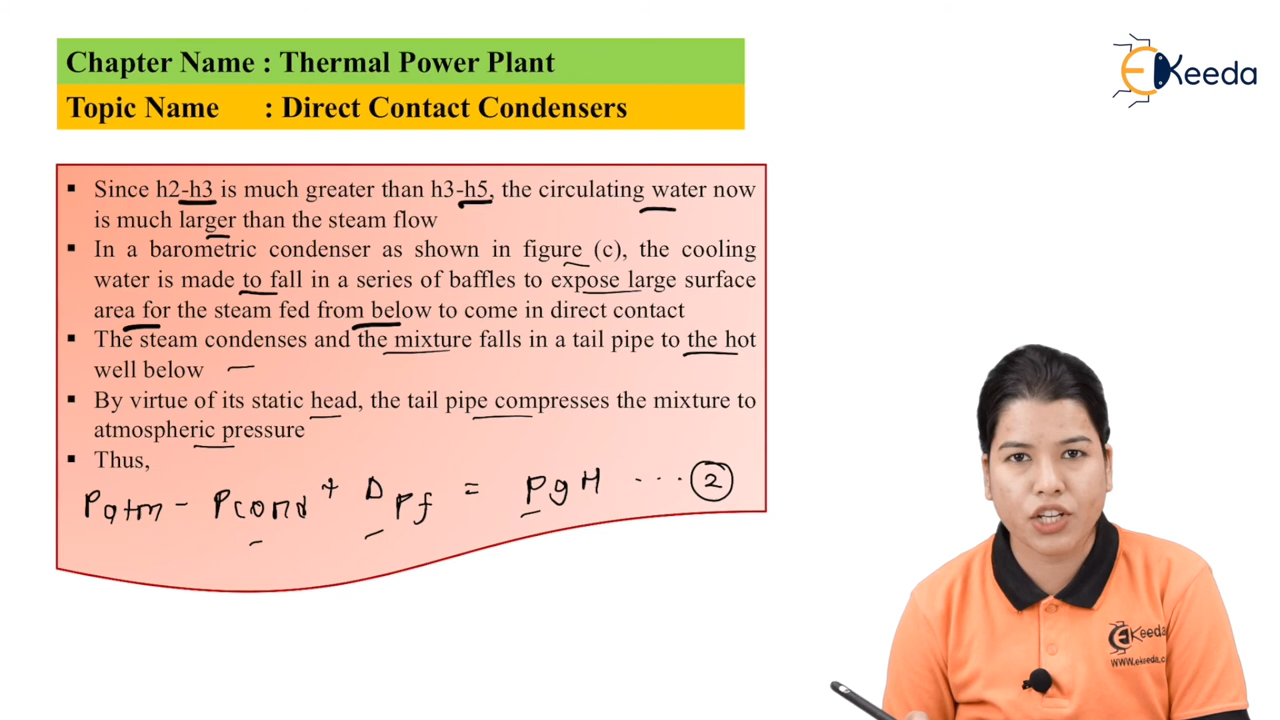 Chapter Name : Thermal Power Plant
Topic Name : Direct Contact Condensers
EKeeda
▪ Since h2-h3 is much greater than h3-h5, the circulating water now
is much larger than the steam flow
▪ In a barometric condenser as shown in figure (c), the cooling
water is made to fall in a series of baffles to expose large surface
area for the steam fed from below to come in direct contact
▪ The steam condenses and the mixture falls in a tail pipe to the hot
well below
▪ By virtue of its static head, the tail pipe compresses the mixture to
atmospheric pressure
▪ Thus,
Patm - Pcond + Δ Pf = ρgH ... ②
EKeeda
www.ekeeda.c